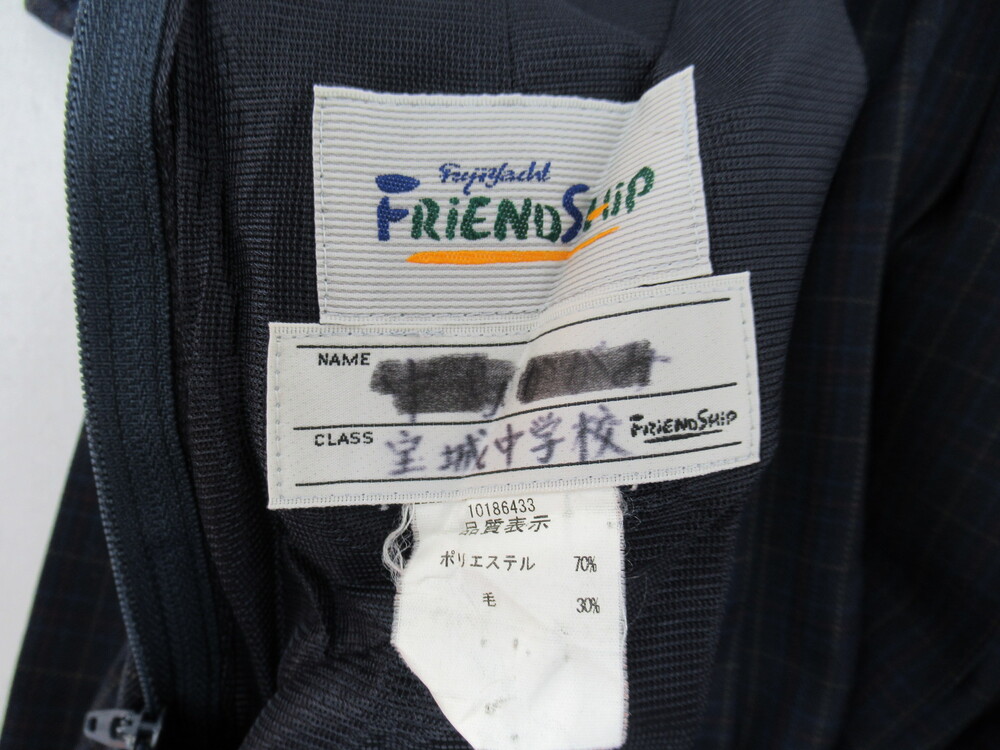 FujiYacht
FRiENDSHiP
NAME
CLASS 宝城中学校 FRiENDSHiP
10186433
品質表示
ポリエステル 70%
毛 30%